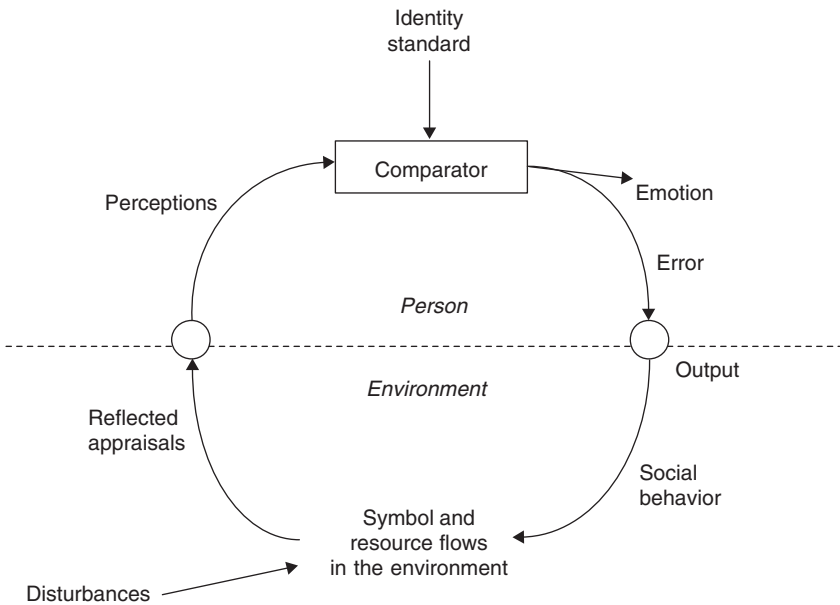 Identity
standard
Comparator
Perceptions
Emotion
Error
Person
Environment
Output
Reflected
appraisals
Social
behavior
Symbol and
resource flows
in the environment
Disturbances